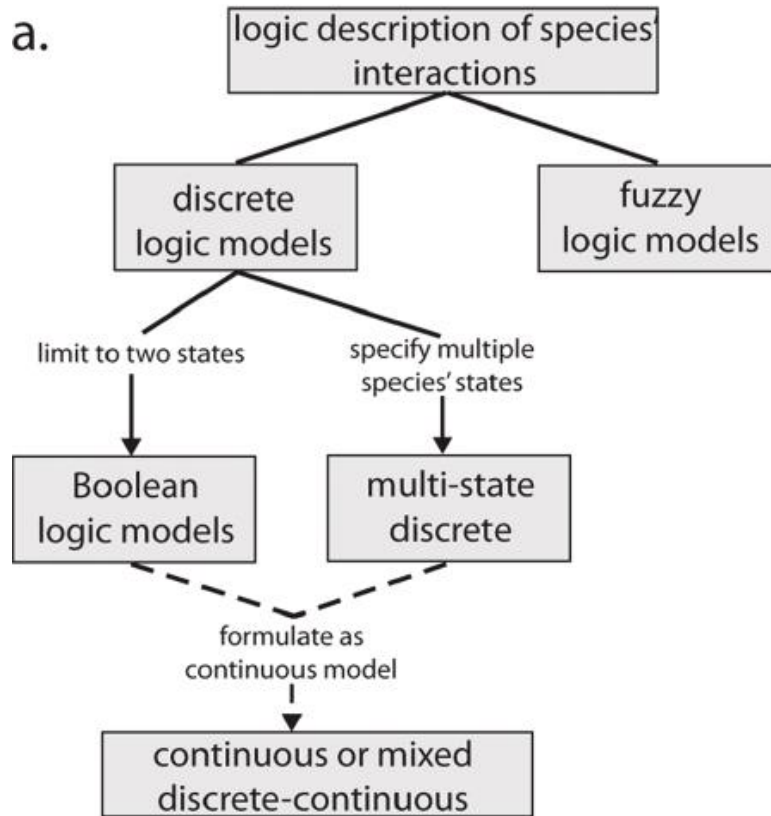 a.
logic description of species'
interactions
discrete
logic models
fuzzy
logic models
limit to two states
specify multiple
species' states
Boolean
logic models
multi-state
discrete
formulate as
continuous model
continuous or mixed
discrete-continuous